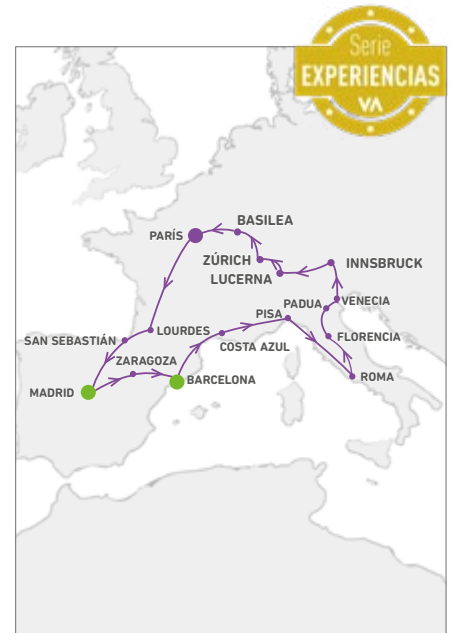 Serie
EXPERIENCIAS
VA
BASILEA
PARÍS
ZÚRICH
INNSBRUCK
LUCERNA
PADUA
VENECIA
PISA
LOURDES
FLORENCIA
SAN SEBASTIÁN
COSTA AZUL
ZARAGOZA
ROMA
BARCELONA
MADRID